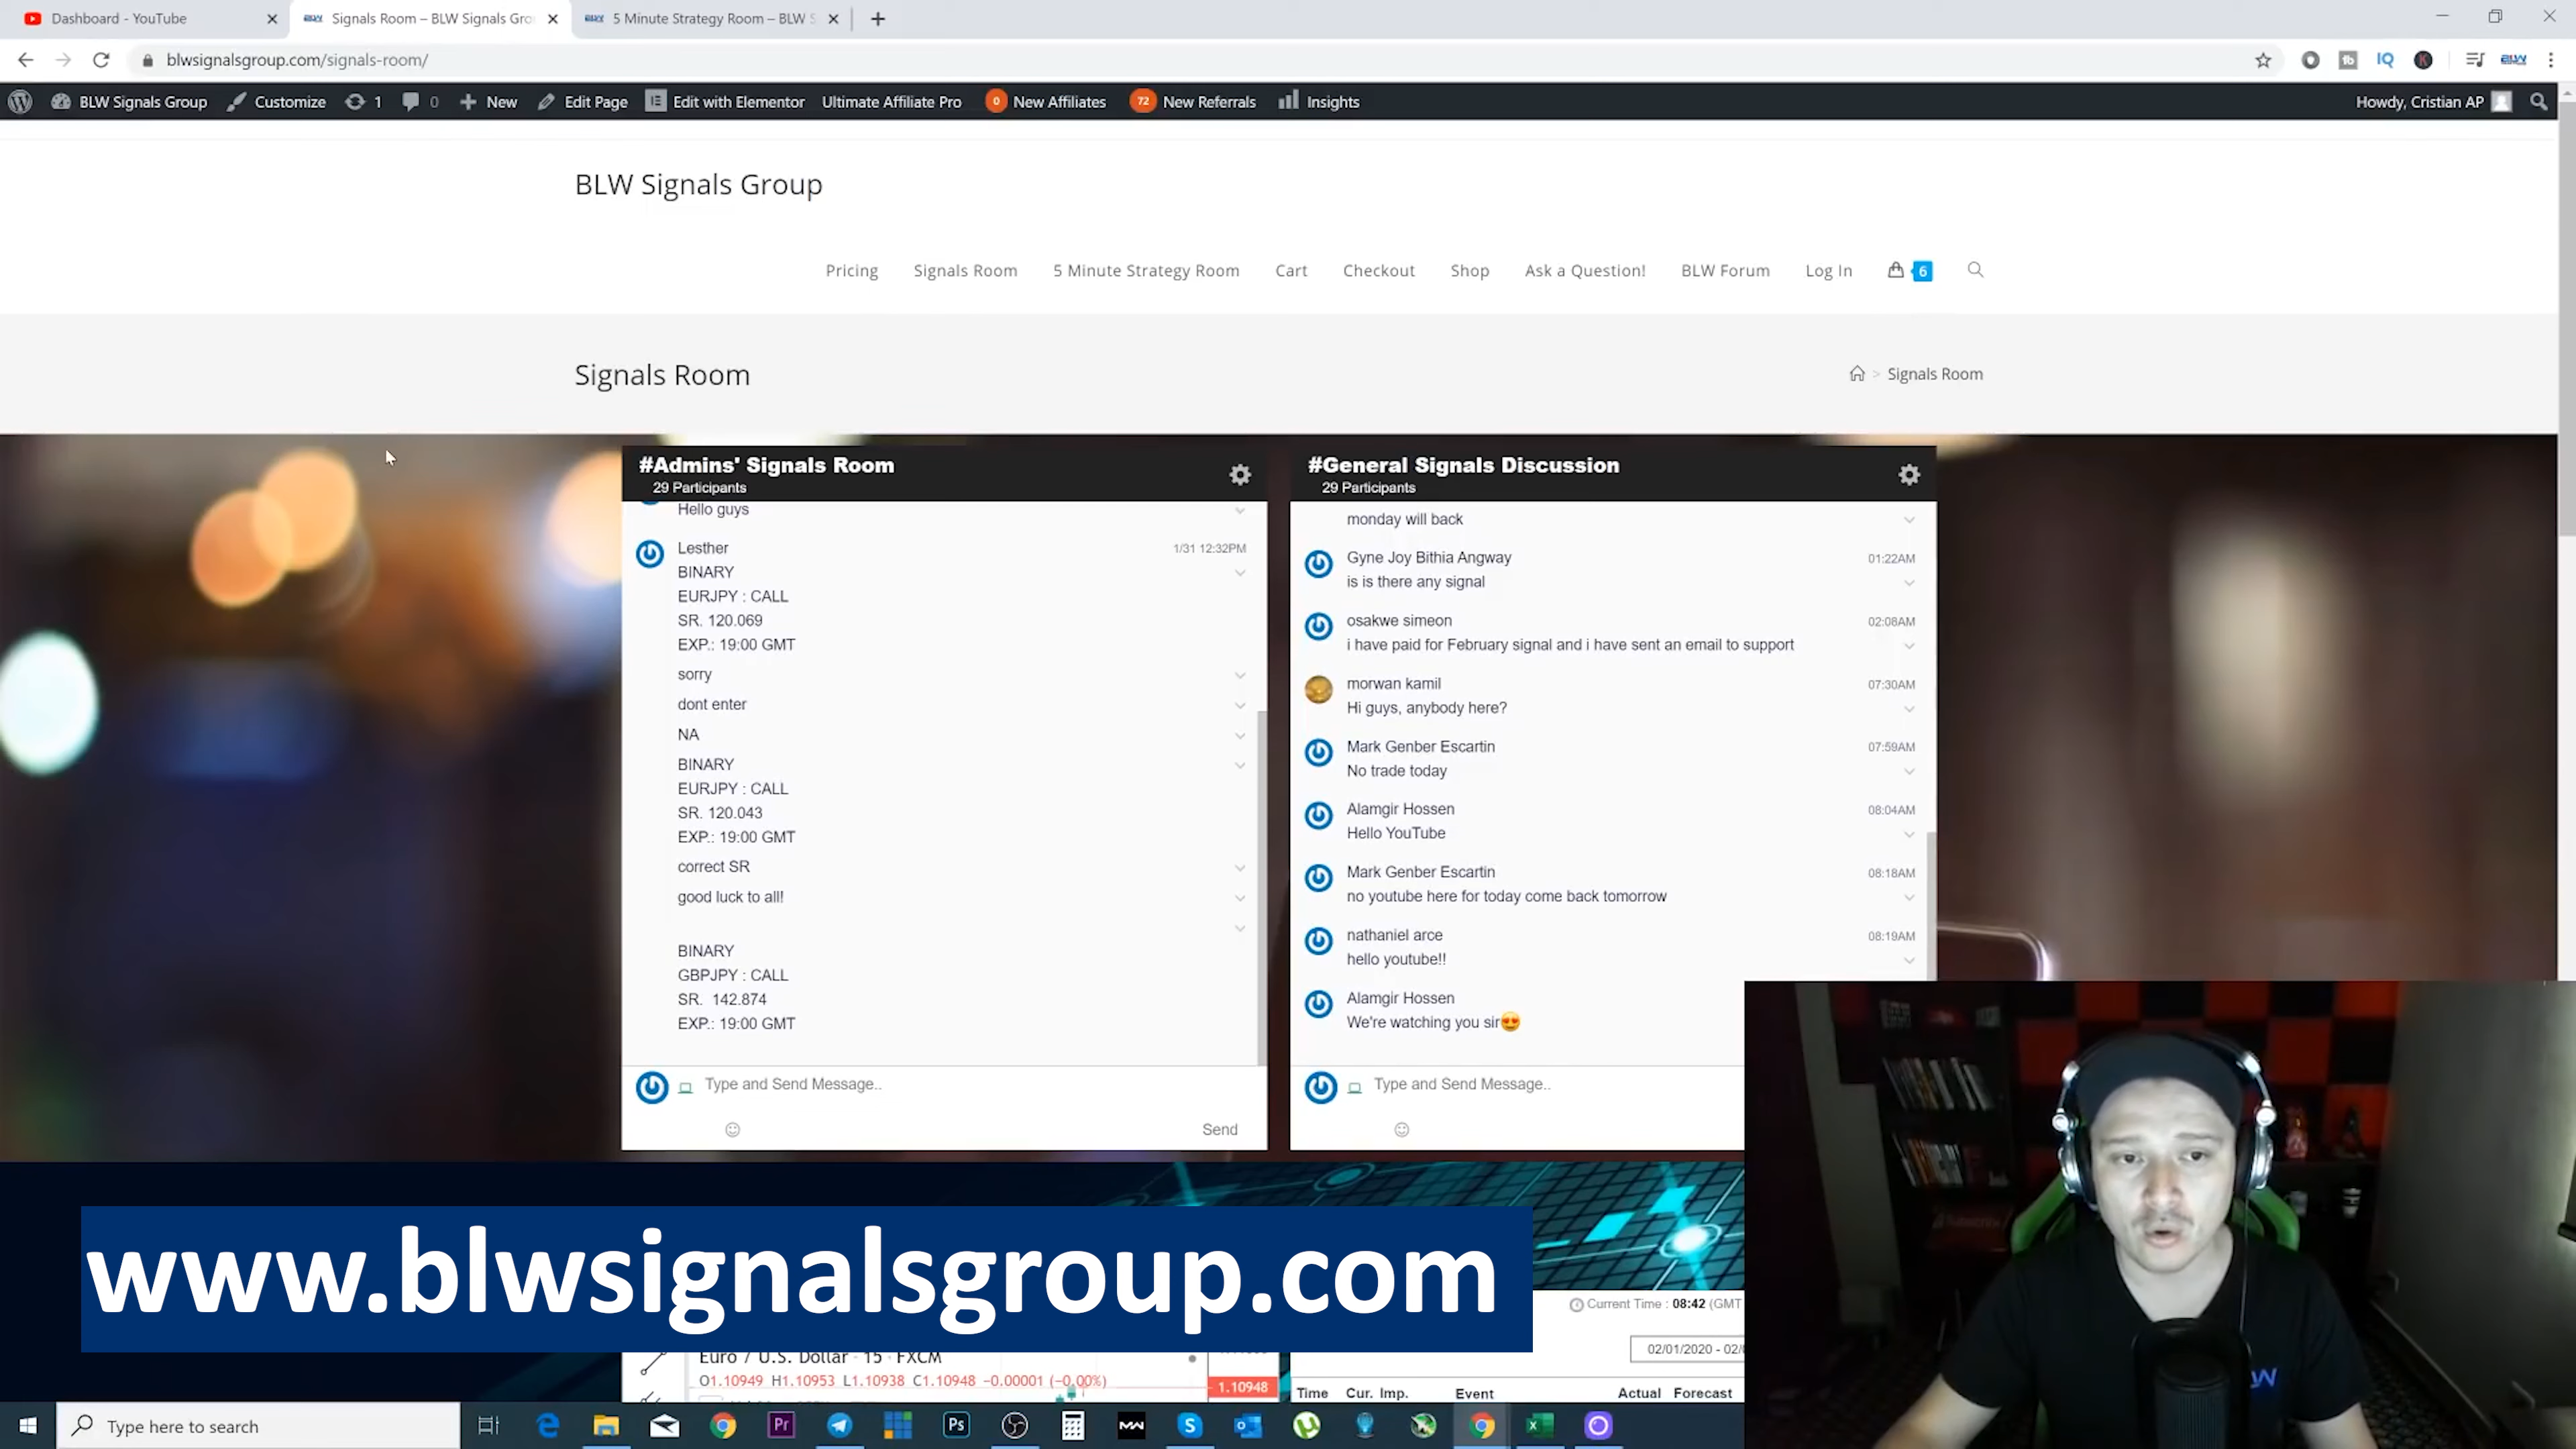 Dashboard - YouTube
Signals Room – BLW Signals Gro
5 Minute Strategy Room – BLW S
blwsignalsgroup.com/signals-room/
BLW Signals Group
Customize
1
0
New
Edit Page
Edit with Elementor
Ultimate Affiliate Pro
0 New Affiliates
72 New Referrals
Insights
Howdy, Cristian AP
BLW Signals Group
Pricing
Signals Room
5 Minute Strategy Room
Cart
Checkout
Shop
Ask a Question!
BLW Forum
Log In
6
Signals Room
> Signals Room
#Admins' Signals Room
29 Participants
Hello guys
Lesther 1/31 12:32PM
BINARY
EURJPY : CALL
SR. 120.069
EXP.: 19:00 GMT
sorry
dont enter
NA
BINARY
EURJPY : CALL
SR. 120.043
EXP.: 19:00 GMT
correct SR
good luck to all!
BINARY
GBPJPY : CALL
SR. 142.874
EXP.: 19:00 GMT
Type and Send Message..
Send
#General Signals Discussion
29 Participants
monday will back
Gyne Joy Bithia Angway 01:22AM
is is there any signal
osakwe simeon 02:08AM
i have paid for February signal and i have sent an email to support
morwan kamil 07:30AM
Hi guys, anybody here?
Mark Genber Escartin 07:59AM
No trade today
Alamgir Hossen 08:04AM
Hello YouTube
Mark Genber Escartin 08:18AM
no youtube here for today come back tomorrow
nathaniel arce 08:19AM
hello youtube!!
Alamgir Hossen
We're watching you sir😍
Type and Send Message..
www.blwsignalsgroup.com
Euro / U.S. Dollar · 15 · FXCM
O1.10949 H1.10953 L1.10938 C1.10948 −0.00001 (−0.00%)
1.10948
Current Time : 08:42 (GMT
02/01/2020 - 02/
Time Cur. Imp. Event Actual Forecast
Type here to search